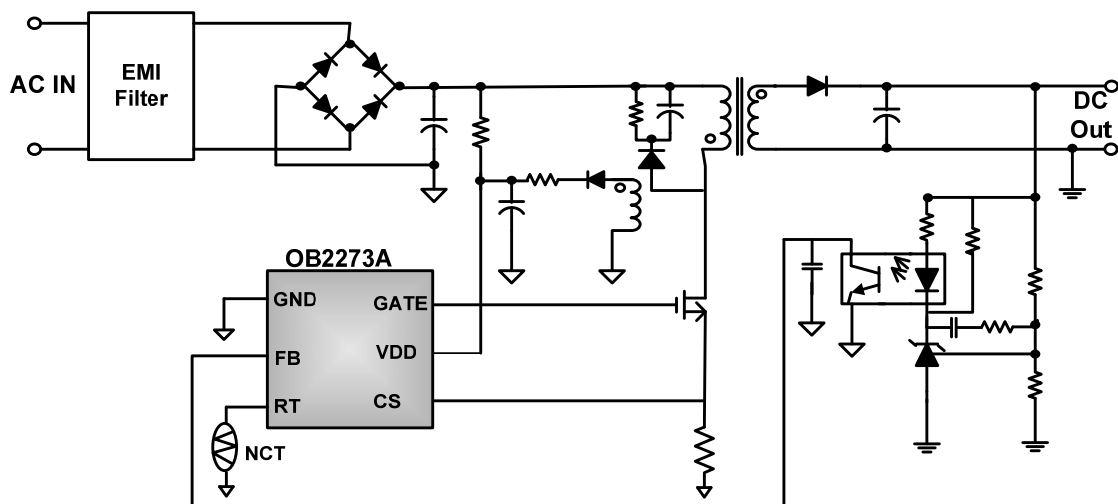 AC IN
EMI
Filter
DC
Out
OB2273A
GND
GATE
FB
VDD
RT
CS
NCT